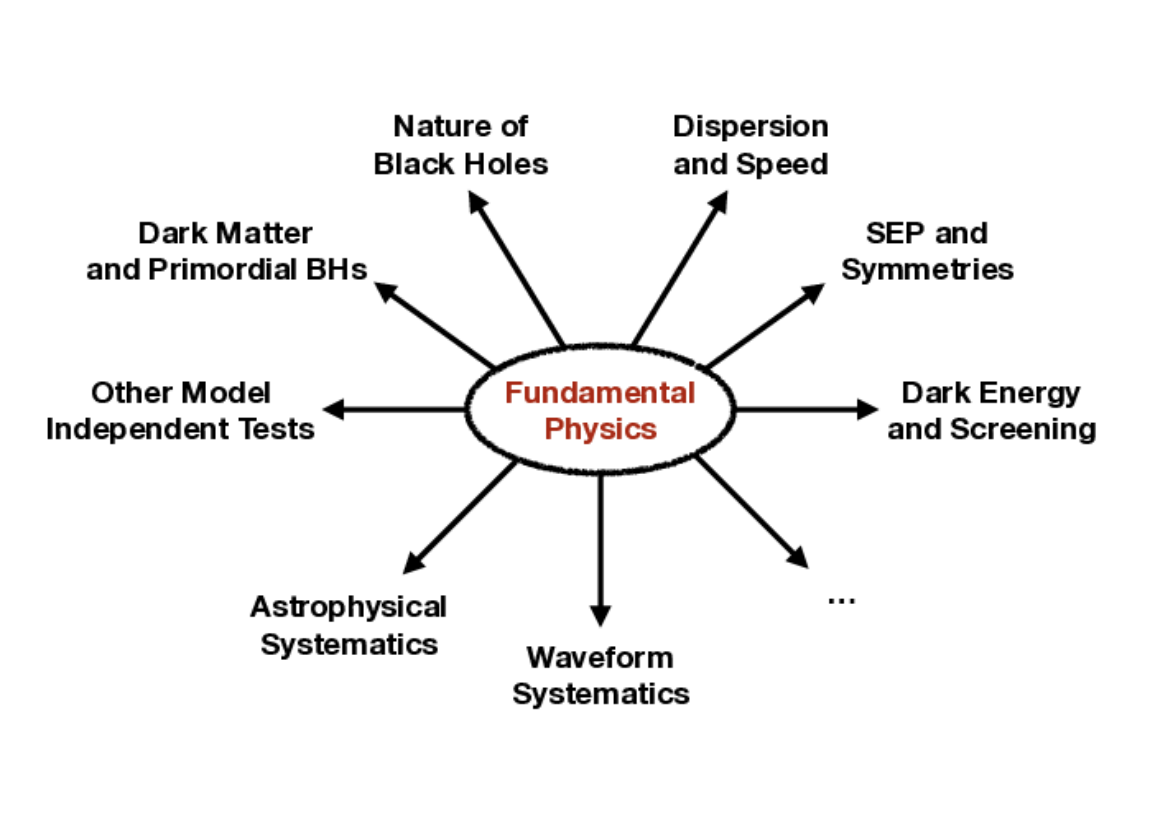 Nature of
Black Holes
Dispersion
and Speed
Dark Matter
and Primordial BHs
SEP and
Symmetries
Other Model
Independent Tests
Fundamental
Physics
Dark Energy
and Screening
Astrophysical
Systematics
Waveform
Systematics
...